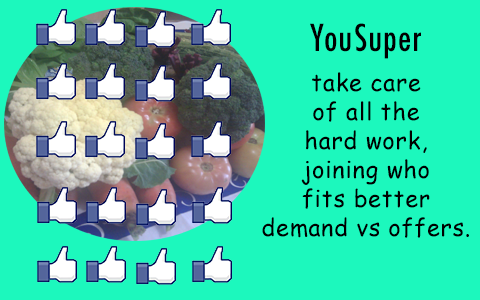 YouSuper
take care
of all the
hard work,
joining who
fits better
demand vs offers.